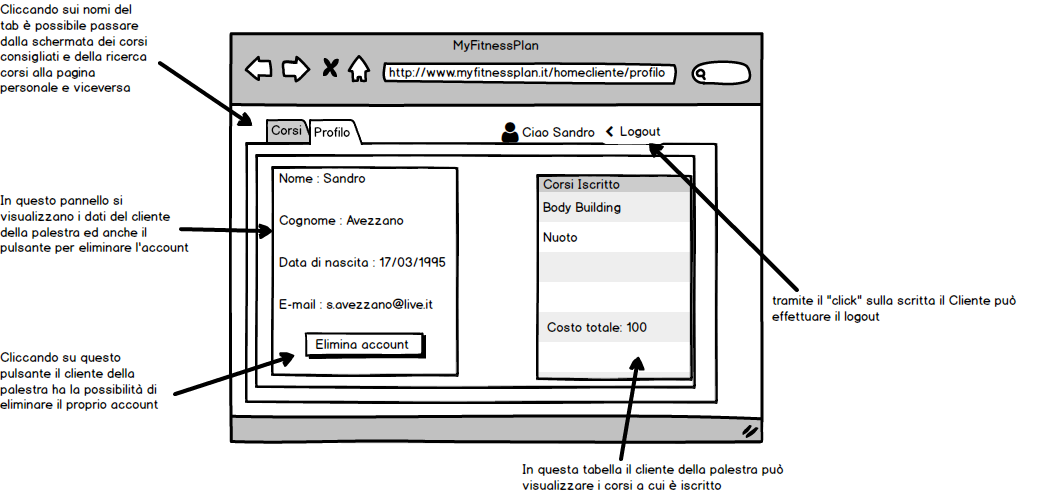 Cliccando sui nomi del
tab è possibile passare
dalla schermata dei corsi
consigliati e della ricerca
corsi alla pagina
personale e viceversa
MyFitnessPlan
http://www.myfitnessplan.it/homecliente/profilo
Corsi
Profilo
Ciao Sandro
Logout
In questo pannello si
visualizzano i dati del cliente
della palestra ed anche il
pulsante per eliminare l'account
Nome : Sandro
Cognome : Avezzano
Data di nascita : 17/03/1995
E-mail : s.avezzano@live.it
Elimina account
Corsi Iscritto
Body Building
Nuoto
Costo totale: 100
tramite il "click" sulla scritta il Cliente può
effettuare il logout
Cliccando su questo
pulsante il cliente della
palestra ha la possibilità di
eliminare il proprio account
In questa tabella il cliente della palestra può
visualizzare i corsi a cui è iscritto